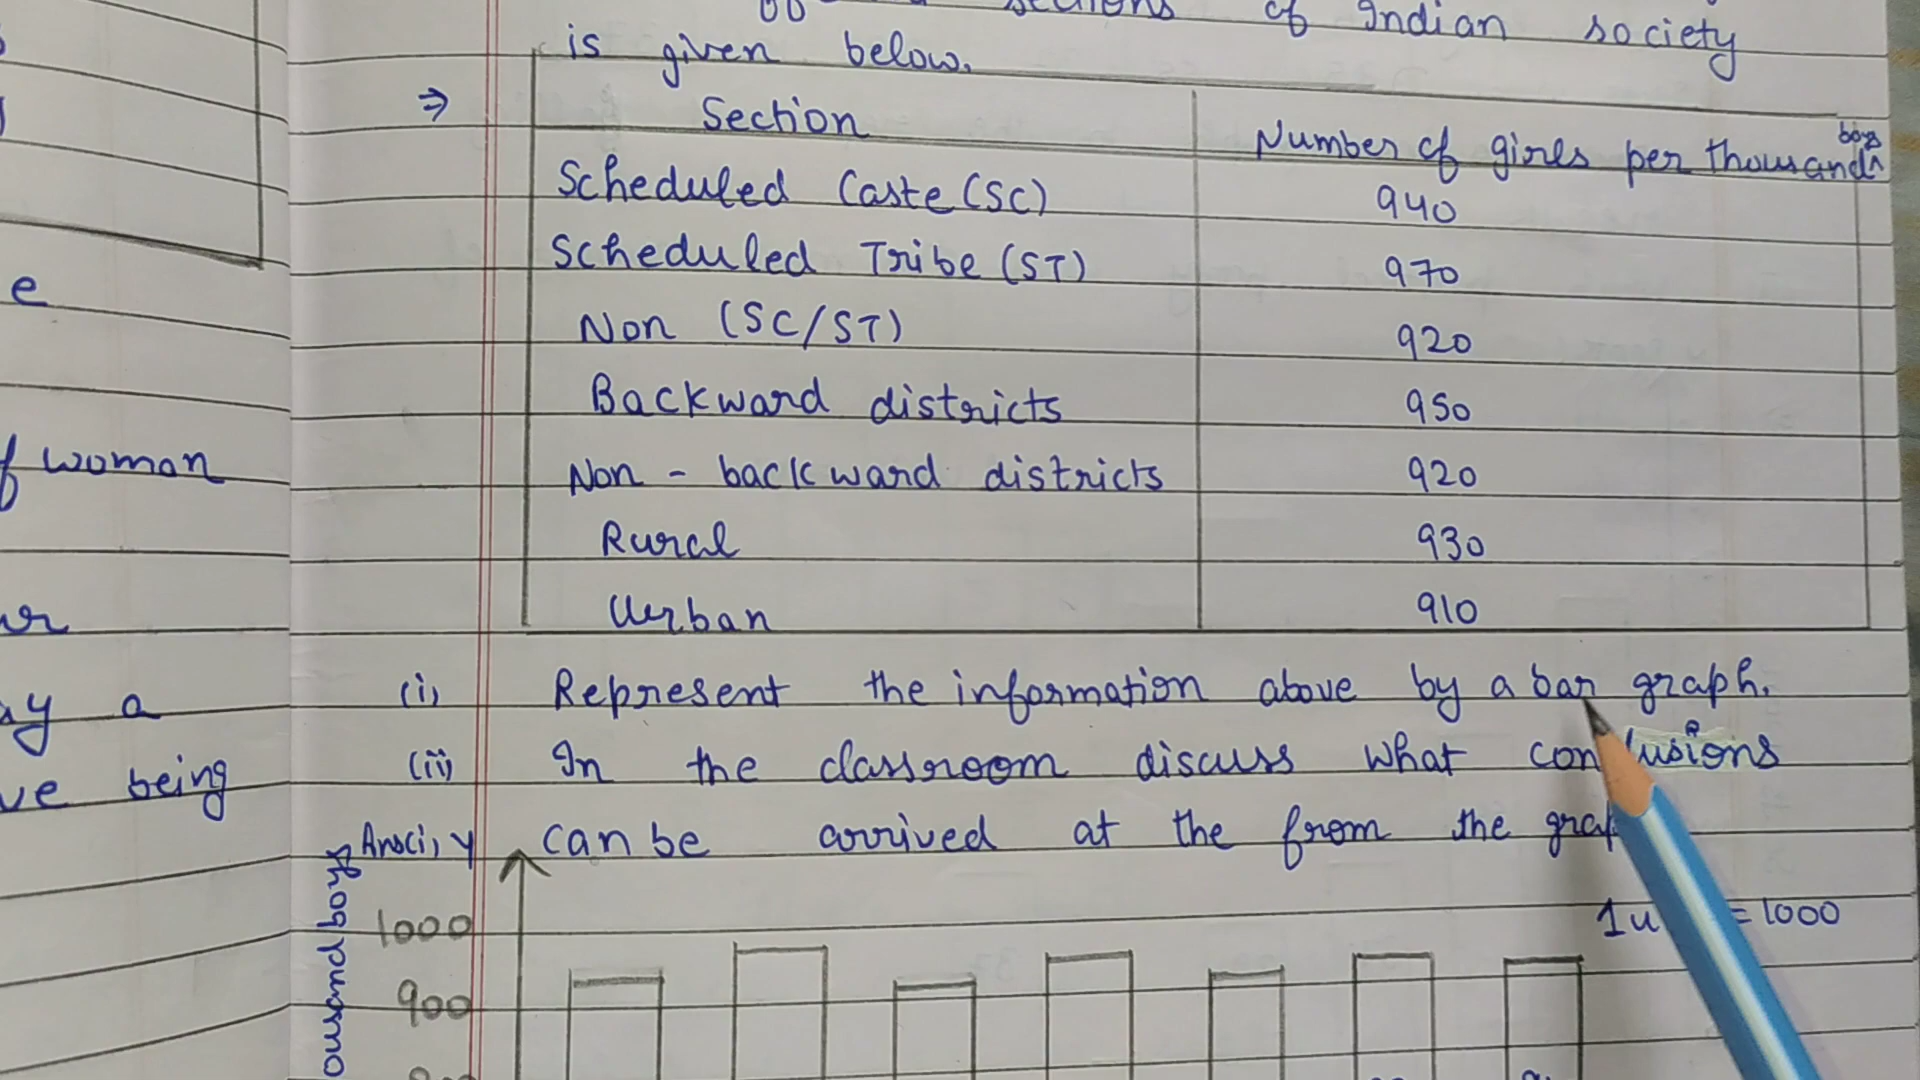 of Indian society
is given below.
⇒ Section Number of girls per thousand boys
Scheduled Caste (SC) 940
Scheduled Tribe (ST) 970
Non (SC/ST) 920
Backward districts 950
Non - backward districts 920
Rural 930
Urban 910
(i) Represent the information above by a bar graph.
(ii) In the classroom discuss what conclusions
can be arrived at the from the
Y
1000
= 1000
900
e
woman
a
being